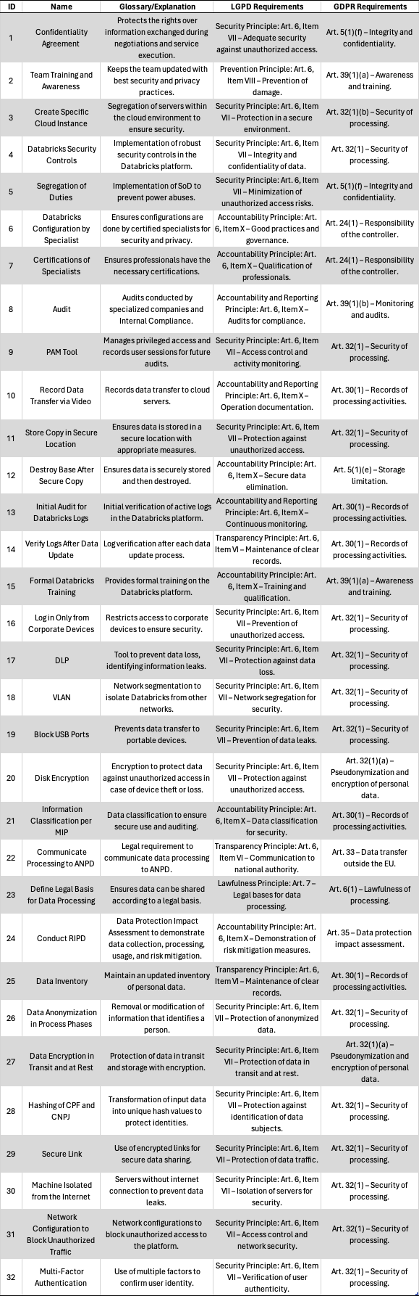 ID Name Glossary/Explanation LGPD Requirements GDPR Requirements
1
Confidentiality
Agreement
Protects the rights over
information exchanged during
negotiations and service
execution.
Security Principle: Art. 6, Item
VII – Adequate security
against unauthorized access.
Art. 5(1)(f) – Integrity and
confidentiality.
2
Team Training and
Awareness
Keeps the team updated with
best security and privacy
practices.
Prevention Principle: Art. 6,
Item VIII – Prevention of
damage.
Art. 39(1)(a) – Awareness
and training.
3
Create Specific
Cloud Instance
Segregation of servers within
the cloud environment to
ensure security.
Security Principle: Art. 6, Item
VII – Protection in a secure
environment.
Art. 32(1)(b) – Security of
processing.
4
Databricks Security
Controls
Implementation of robust
security controls in the
Databricks platform.
Security Principle: Art. 6, Item
VII – Integrity and
confidentiality of data.
Art. 32(1) – Security of
processing.
5
Segregation of
Duties
Implementation of SoD to
prevent power abuses.
Security Principle: Art. 6, Item
VII – Minimization of
unauthorized access risks.
Art. 5(1)(f) – Integrity and
confidentiality.
6
Databricks
Configuration by
Specialist
Ensures configurations are
done by certified specialists for
security and privacy.
Accountability Principle: Art.
6, Item X – Good practices and
governance.
Art. 24(1) – Responsibility
of the controller.
7
Certifications of
Specialists
Ensures professionals have the
necessary certifications.
Accountability Principle: Art.
6, Item X – Qualification of
professionals.
Art. 24(1) – Responsibility
of the controller.
8
Audit
Audits conducted by
specialized companies and
Internal Compliance.
Accountability and Reporting
Principle: Art. 6, Item X –
Audits for compliance.
Art. 39(1)(b) – Monitoring
and audits.
9
PAM Tool
Manages privileged access and
records user sessions for future
audits.
Security Principle: Art. 6, Item
VII – Access control and
activity monitoring.
Art. 32(1) – Security of
processing.
10
Record Data
Transfer via Video
Records data transfer to cloud
servers.
Accountability and Reporting
Principle: Art. 6, Item X –
Operation documentation.
Art. 30(1) – Records of
processing activities.
11
Store Copy in Secure
Location
Ensures data is stored in a
secure location with
appropriate measures.
Security Principle: Art. 6, Item
VII – Protection against
unauthorized access.
Art. 32(1) – Security of
processing.
12
Destroy Base After
Secure Copy
Ensures data is securely stored
and then destroyed.
Accountability Principle: Art.
6, Item X – Secure data
elimination.
Art. 5(1)(e) – Storage
limitation.
13
Initial Audit for
Databricks Logs
Initial verification of active logs
in the Databricks platform.
Accountability and Reporting
Principle: Art. 6, Item X –
Continuous monitoring.
Art. 30(1) – Records of
processing activities.
14
Verify Logs After Data
Update
Log verification after each data
update process.
Transparency Principle: Art. 6,
Item VI – Maintenance of clear
records.
Art. 30(1) – Records of
processing activities.
15
Formal Databricks
Training
Provides formal training on the
Databricks platform.
Accountability Principle: Art.
6, Item X – Training and
qualification.
Art. 39(1)(a) – Awareness
and training.
16
Log in Only from
Corporate Devices
Restricts access to corporate
devices to ensure security.
Security Principle: Art. 6, Item
VII – Prevention of
unauthorized access.
Art. 32(1) – Security of
processing.
17
DLP
Tool to prevent data loss,
identifying information leaks.
Security Principle: Art. 6, Item
VII – Protection against data
loss.
Art. 32(1) – Security of
processing.
18
VLAN
Network segmentation to
isolate Databricks from other
networks.
Security Principle: Art. 6, Item
VII – Network segregation for
security.
Art. 32(1) – Security of
processing.
19
Block USB Ports
Prevents data transfer to
portable devices.
Security Principle: Art. 6, Item
VII – Prevention of data leaks.
Art. 32(1) – Security of
processing.
20
Disk Encryption
Encryption to protect data
against unauthorized access in
case of device theft or loss.
Security Principle: Art. 6, Item
VII – Protection against
unauthorized access.
Art. 32(1)(a) –
Pseudonymization and
encryption of personal
data.
21
Information
Classification per
MIP
Data classification to ensure
secure use and auditing.
Accountability Principle: Art.
6, Item X – Data classification
for security.
Art. 30(1) – Records of
processing activities.
22
Communicate
Processing to ANPD
Legal requirement to
communicate data processing
to ANPD.
Transparency Principle: Art. 6,
Item VI – Communication to
national authority.
Art. 33 – Data transfer
outside the EU.
23
Define Legal Basis
for Data Processing
Ensures data can be shared
according to a legal basis.
Lawfulness Principle: Art. 7 –
Legal bases for data
processing.
Art. 6(1) – Lawfulness of
processing.
24
Conduct RIPD
Data Protection Impact
Assessment to demonstrate
data collection, processing,
usage, and risk mitigation.
Accountability Principle: Art.
6, Item X – Demonstration of
risk mitigation measures.
Art. 35 – Data protection
impact assessment.
25
Data Inventory
Maintain an updated inventory
of personal data.
Transparency Principle: Art. 6,
Item VI – Maintenance of clear
records.
Art. 30(1) – Records of
processing activities.
26
Data Anonymization
in Process Phases
Removal or modification of
information that identifies a
person.
Security Principle: Art. 6, Item
VII – Protection of anonymized
data.
Art. 32(1) – Security of
processing.
27
Data Encryption in
Transit and at Rest
Protection of data in transit
and storage with encryption.
Security Principle: Art. 6, Item
VII – Protection of data in
transit and at rest.
Art. 32(1)(a) –
Pseudonymization and
encryption of personal
data.
28
Hashing of CPF and
CNPJ
Transformation of input data
into unique hash values to
protect identities.
Security Principle: Art. 6, Item
VII – Protection against
identification of data
subjects.
Art. 32(1) – Security of
processing.
29
Secure Link
Use of encrypted links for
secure data sharing.
Security Principle: Art. 6, Item
VII – Protection of data traffic.
Art. 32(1) – Security of
processing.
30
Machine Isolated
from the Internet
Servers without internet
connection to prevent data
leaks.
Security Principle: Art. 6, Item
VII – Isolation of servers for
security.
Art. 32(1) – Security of
processing.
31
Network
Configuration to
Block Unauthorized
Traffic
Network configurations to
block unauthorized access to
the platform.
Security Principle: Art. 6, Item
VII – Access control and
network security.
Art. 32(1) – Security of
processing.
32
Multi-Factor
Authentication
Use of multiple factors to
confirm user identity.
Security Principle: Art. 6, Item
VII – Verification of user
authenticity.
Art. 32(1) – Security of
processing.